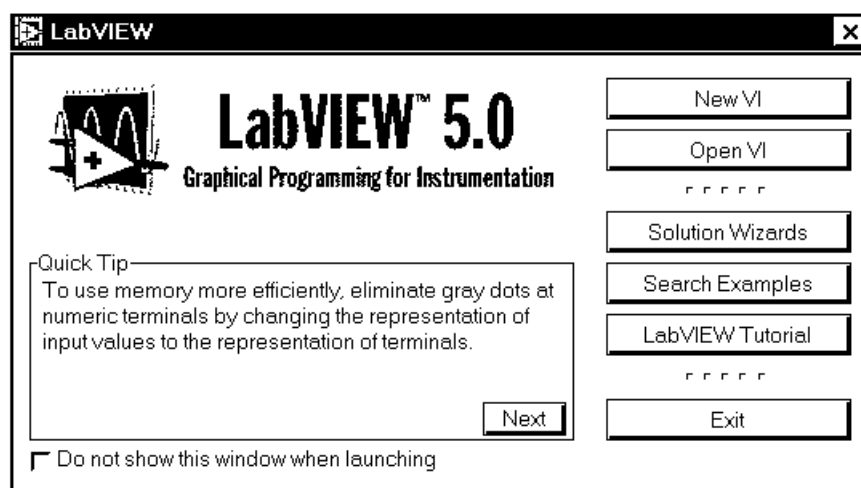 LabVIEW
LabVIEW™ 5.0
Graphical Programming for Instrumentation
Quick Tip
To use memory more efficiently, eliminate gray dots at
numeric terminals by changing the representation of
input values to the representation of terminals.
Next
Do not show this window when launching
New VI
Open VI
Solution Wizards
Search Examples
LabVIEW Tutorial
Exit